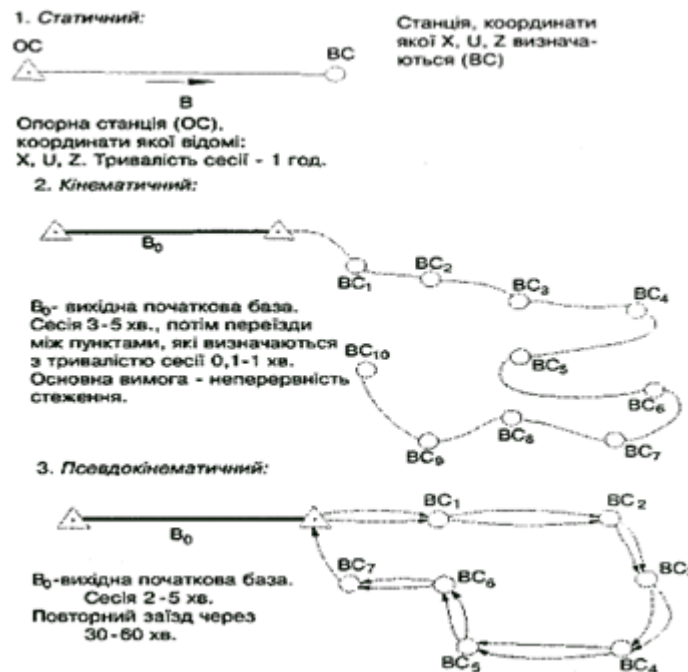 1. Статичний:
ОС
ВС
В
Станція, координати
якої X, U, Z визнача-
ються (ВС)
Опорна станція (ОС),
координати якої відомі:
X, U, Z. Тривалість сесії - 1 год.
2. Кінематичний:
B₀
ВС₁
ВС₂
ВС₃
ВС₄
ВС₅
ВС₆
ВС₇
ВС₈
ВС₉
ВС₁₀
B₀- вихідна початкова база.
Сесія 3-5 хв., потім переїзди
між пунктами, які визначаються
з тривалістю сесії 0,1-1 хв.
Основна вимога - неперервність
стеження.
3. Псевдокінематичний:
B₀
ВС₁
ВС₂
ВС₄
ВС₅
ВС₆
ВС₇
B₀-вихідна початкова база.
Сесія 2-5 хв.
Повторний заїзд через
30-60 хв.